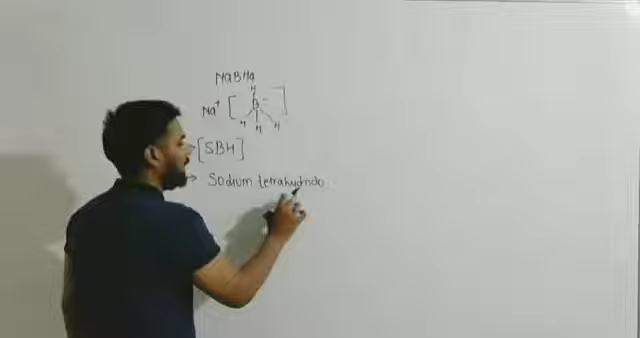 NaBH4
H
Na+ [ B- ]
H H H
[SBH]
→ Sodium tetrahydrido